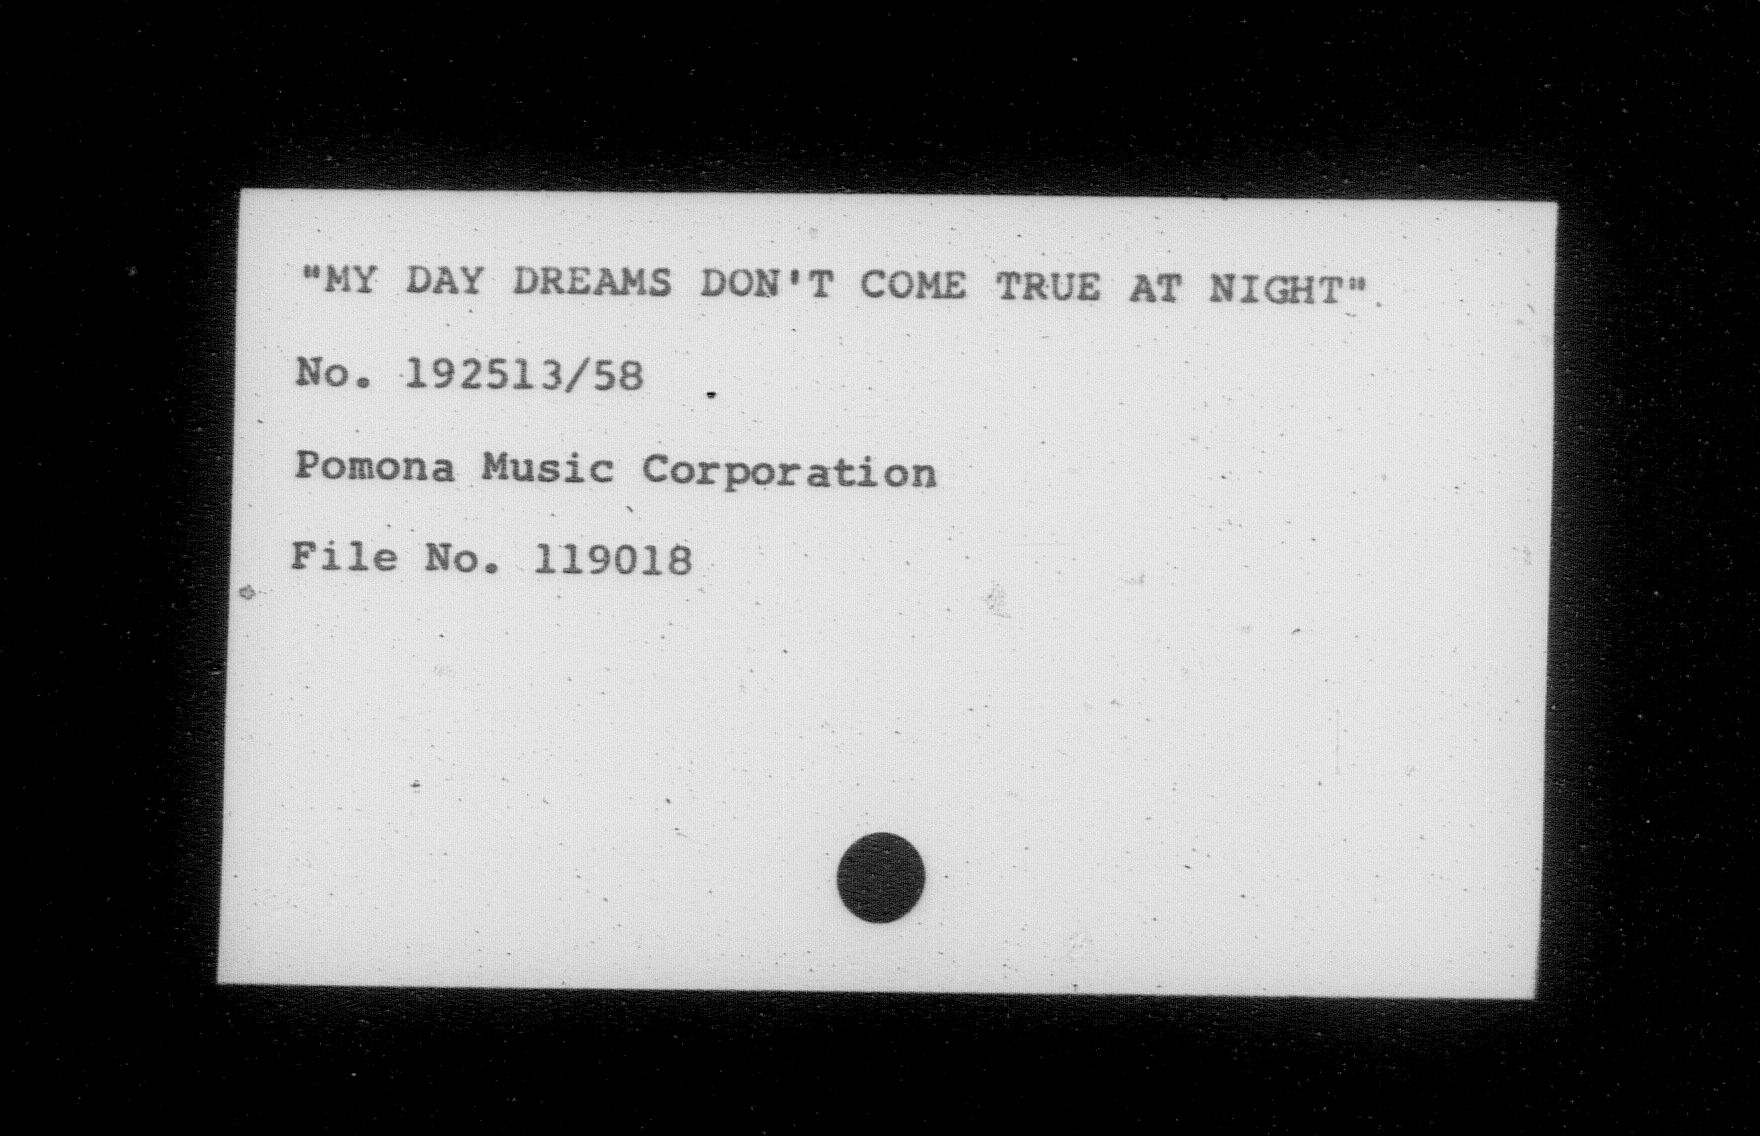 "MY DAY DREAMS DON'T COME TRUE AT NIGHT".
No. 192513/58
Pomona Music Corporation
File No. 119018